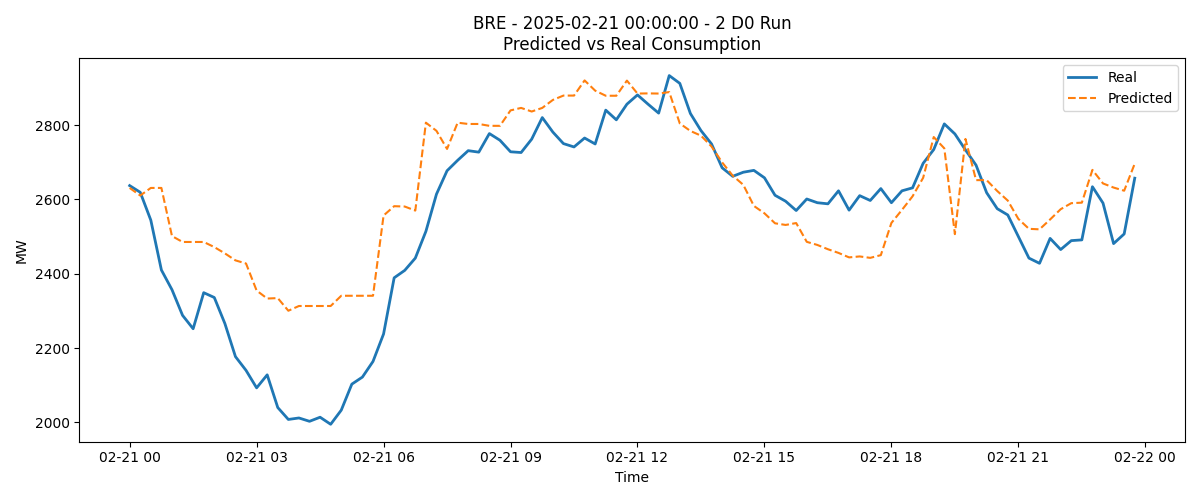 BRE - 2025-02-21 00:00:00 - 2 D0 Run
Predicted vs Real Consumption
Real
Predicted
MW
2800
2600
2400
2200
2000
02-21 00
02-21 03
02-21 06
02-21 09
02-21 12
02-21 15
02-21 18
02-21 21
02-22 00
Time